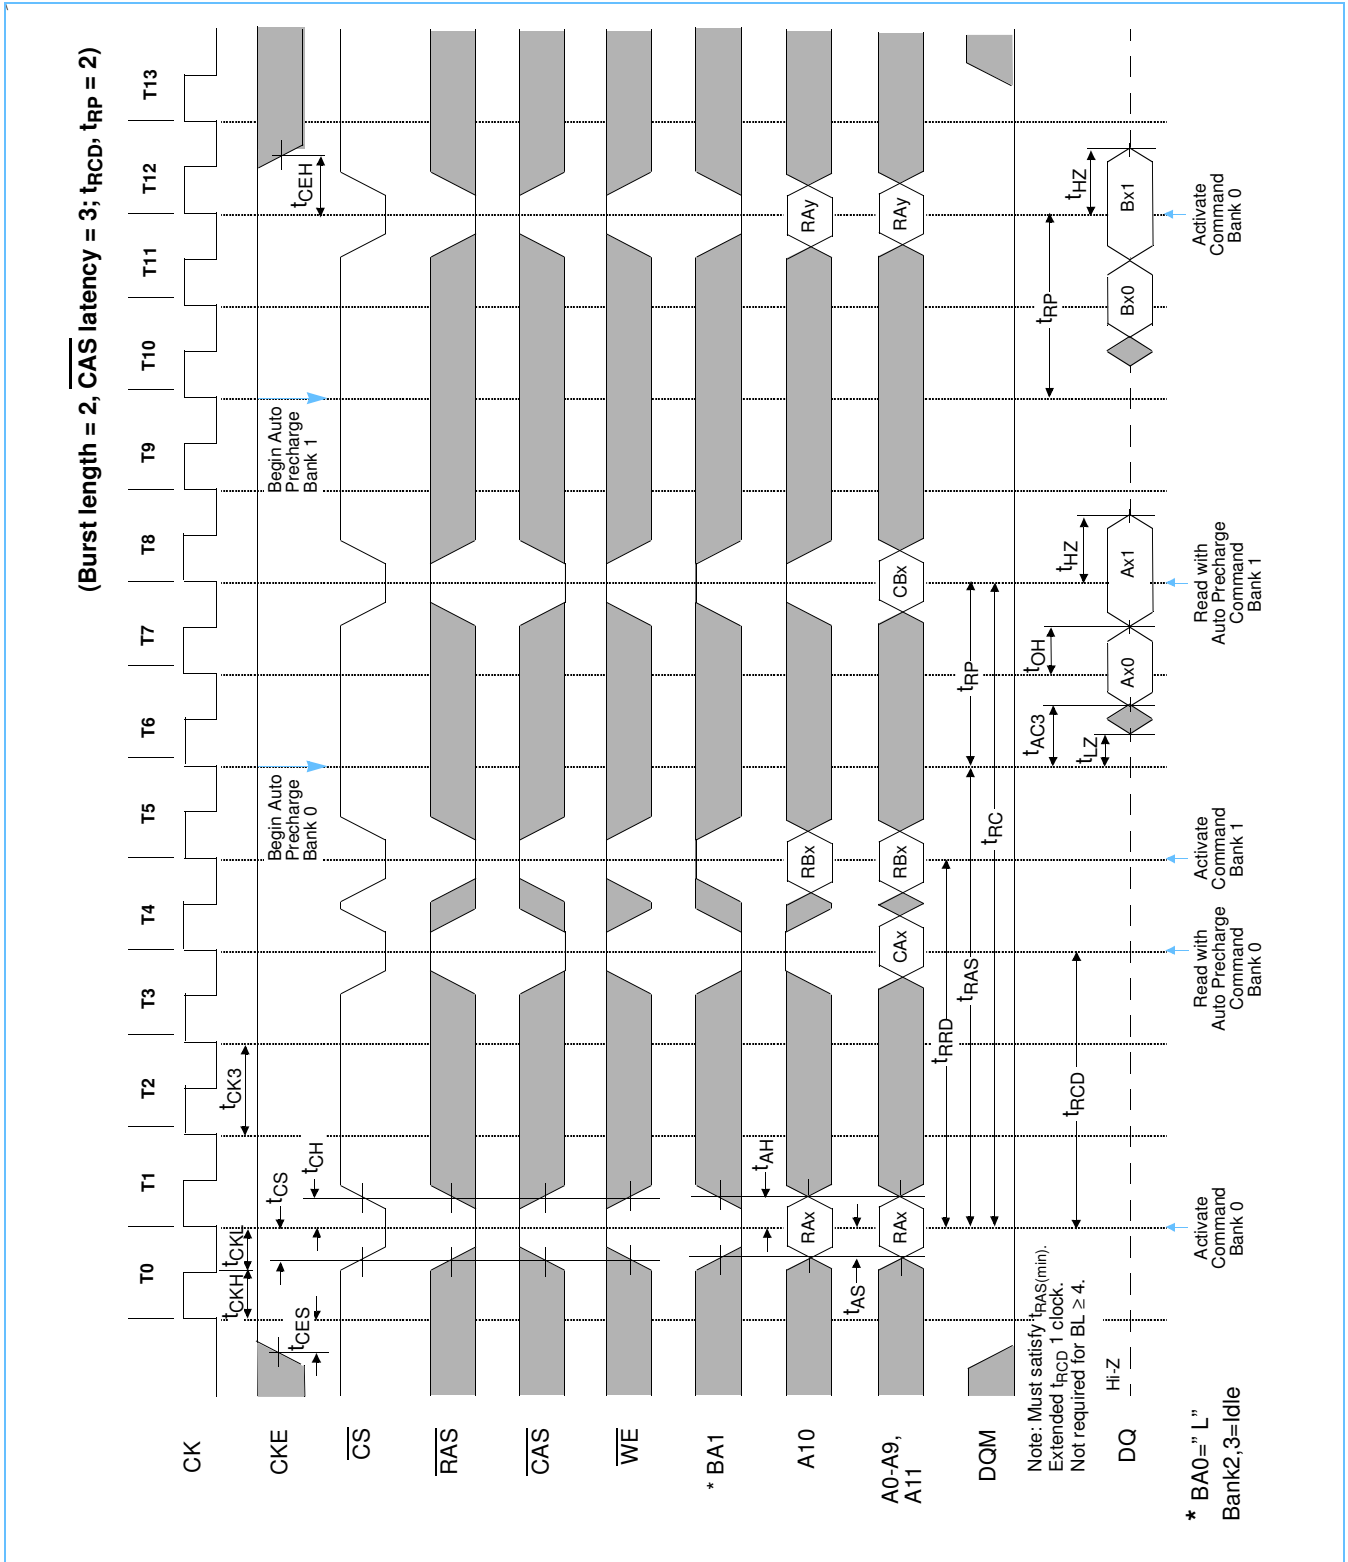 (Burst length = 2, CAS latency = 3; tRCD, tRP = 2)
T0 T1 T2 T3 T4 T5 T6 T7 T8 T9 T10 T11 T12 T13
CK
tCKH tCKL tCK3
CKE
tCES tCS tCH
Begin Auto
Precharge
Bank 0
Begin Auto
Precharge
Bank 1
tCEH
CS
RAS
CAS
WE
* BA1
tAH
A10
RAx RBx RAy
tAS
A0-A9,
A11
RAx CAx RBx CBx RAy
tRRD
tRAS tRP
DQM
tRC
Note: Must satisfy tRAS(min).
Extended tRCD 1 clock.
Not required for BL ≥ 4.
tRCD
tAC3 tOH tRP
tLZ tHZ tHZ
DQ
Hi-Z
Ax0 Ax1 Bx0 Bx1
* BA0=" L"
Bank2,3=Idle
Activate
Command
Bank 0
Read with
Auto Precharge
Command
Bank 0
Activate
Command
Bank 1
Read with
Auto Precharge
Command
Bank 1
Activate
Command
Bank 0